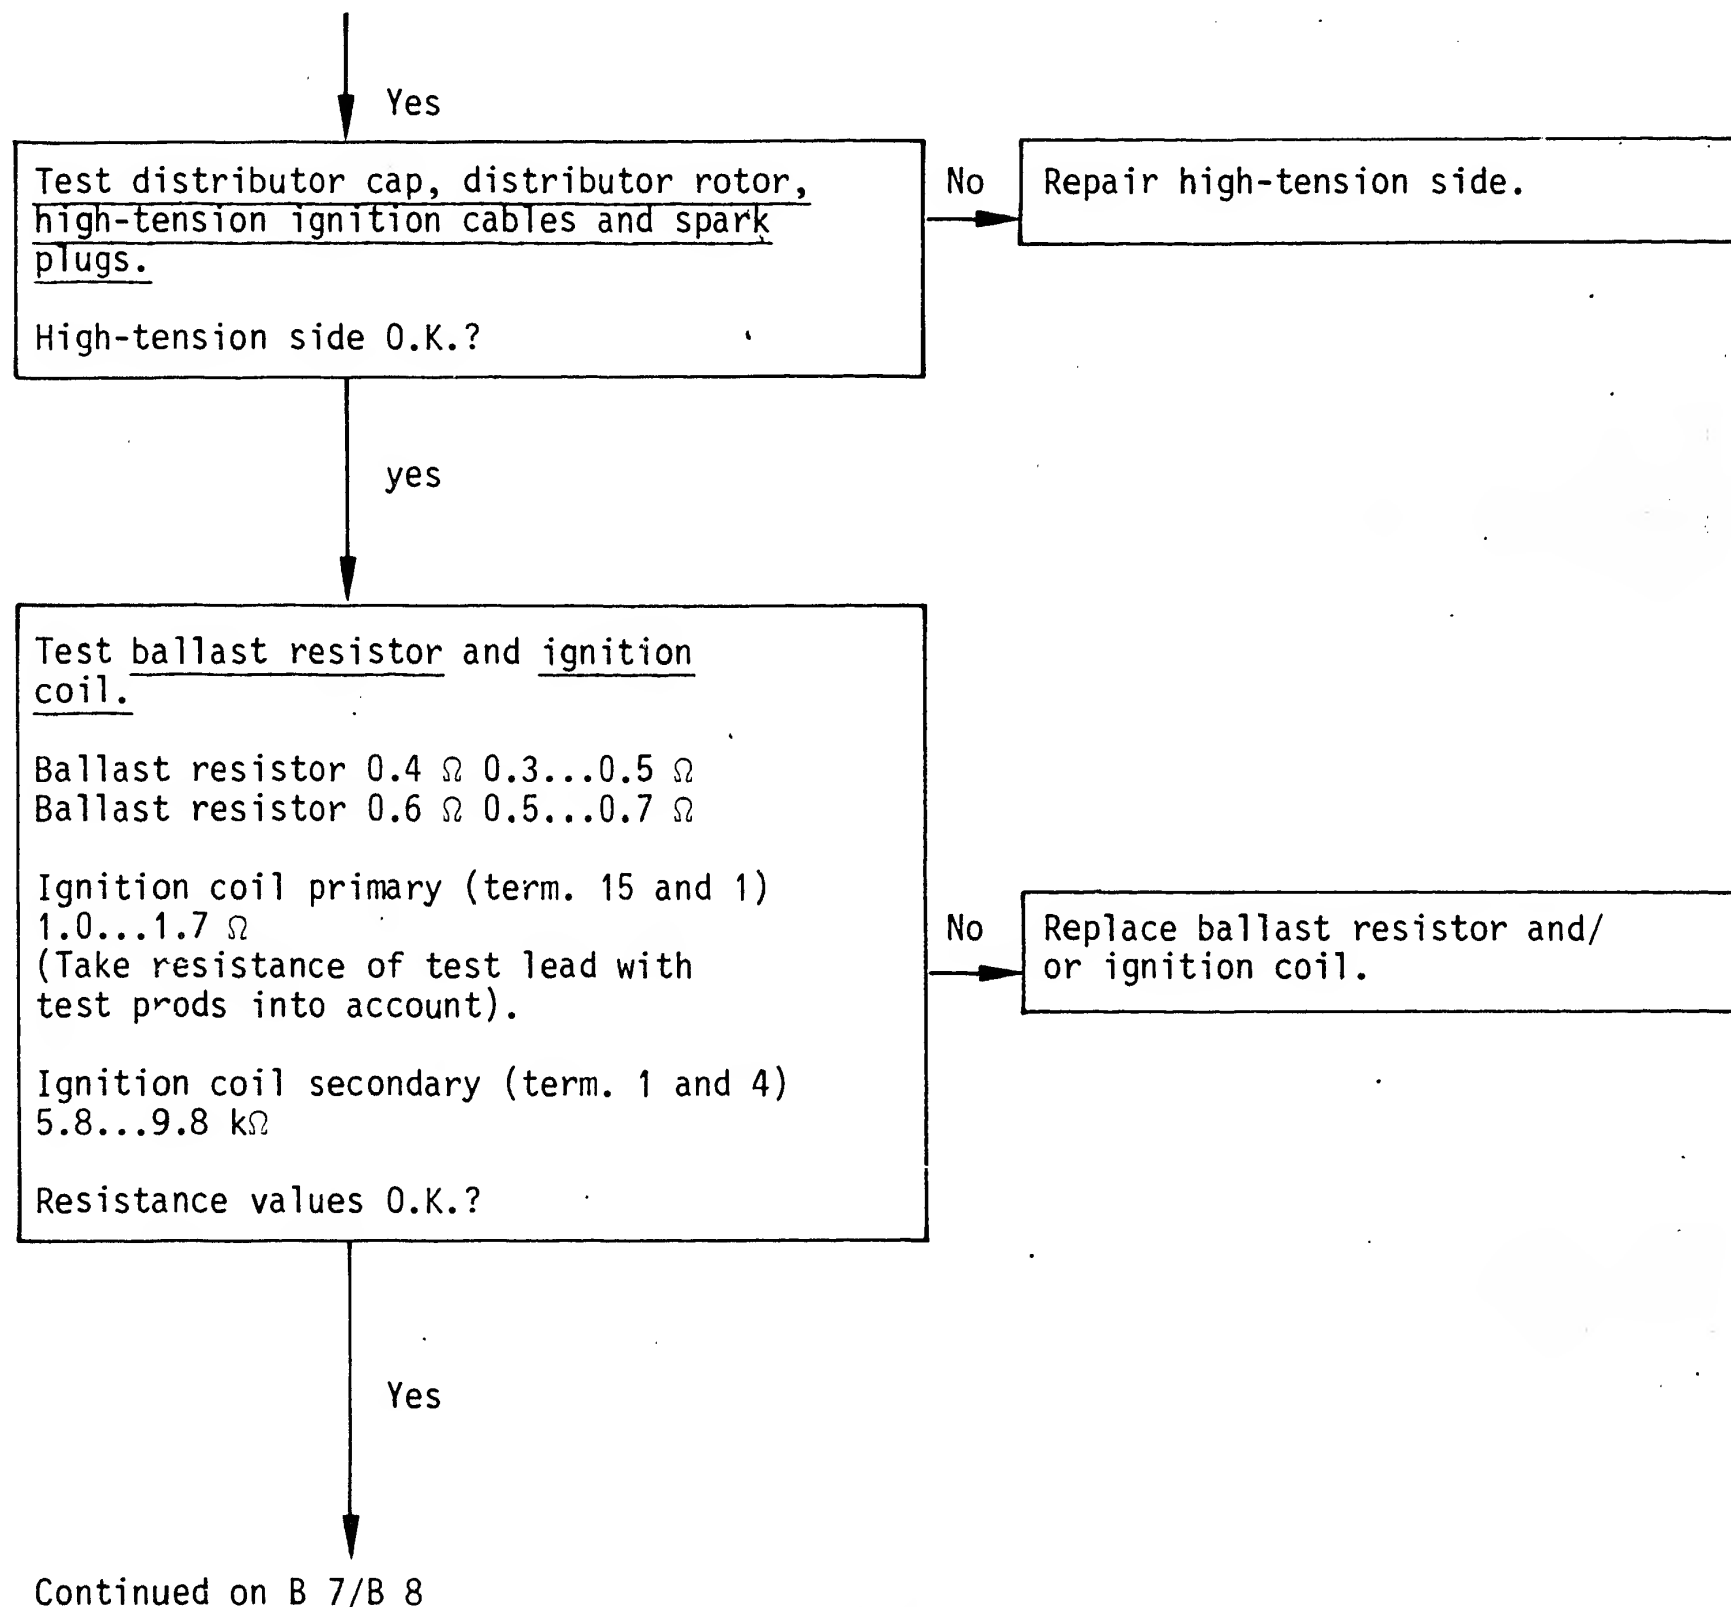 Yes
Test distributor cap, distributor rotor,
high-tension ignition cables and spark
plugs.
High-tension side O.K.?
No
Repair high-tension side.
yes
Test ballast resistor and ignition
coil.
Ballast resistor 0.4 Ω 0.3...0.5 Ω
Ballast resistor 0.6 Ω 0.5...0.7 Ω
Ignition coil primary (term. 15 and 1)
1.0...1.7 Ω
(Take resistance of test lead with
test prods into account).
Ignition coil secondary (term. 1 and 4)
5.8...9.8 kΩ
Resistance values O.K.?
No
Replace ballast resistor and/
or ignition coil.
Yes
Continued on B 7/B 8